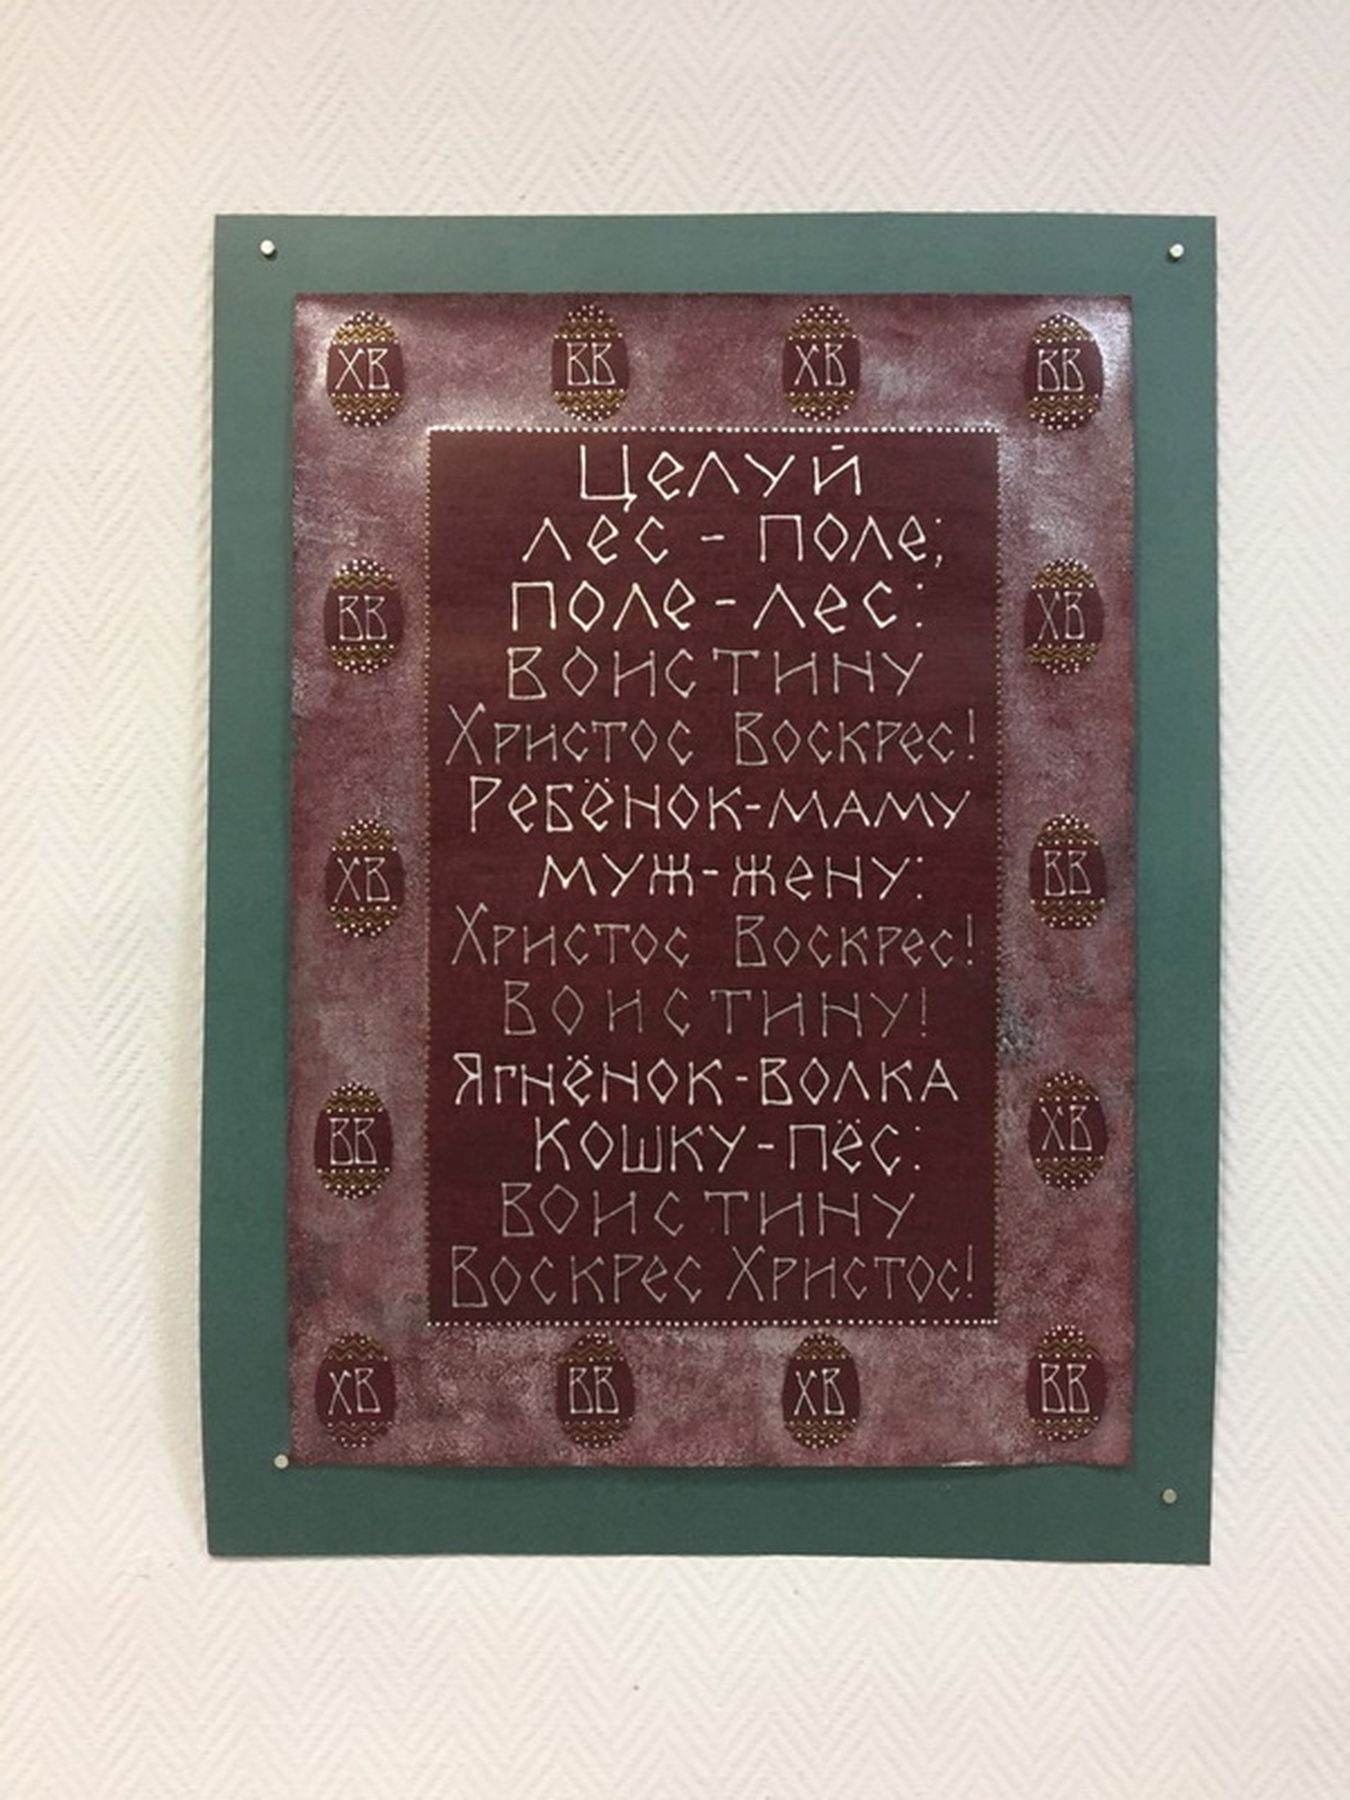 ХВ ВВ ХВ ВВ
Целуй
лес - поле;
поле - лес:
Воистину
Христос Воскрес!
Ребёнок-маму
муж-жену:
Христос Воскрес!
Воистину!
Ягнёнок-волка
Кошку-пёс:
Воистину
Воскрес Христос!
ВВ ХВ
ХВ ВВ
ВВ ХВ
ХВ ВВ ХВ ВВ